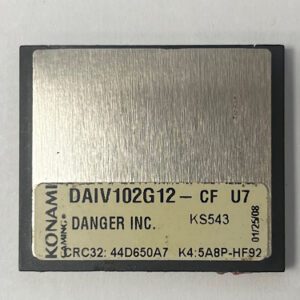 KONAMI
GAMING
DAIV102G12 - CF U7
DANGER INC. KS543
01/25/08
CRC32: 44D650A7 K4:5A8P-HF92